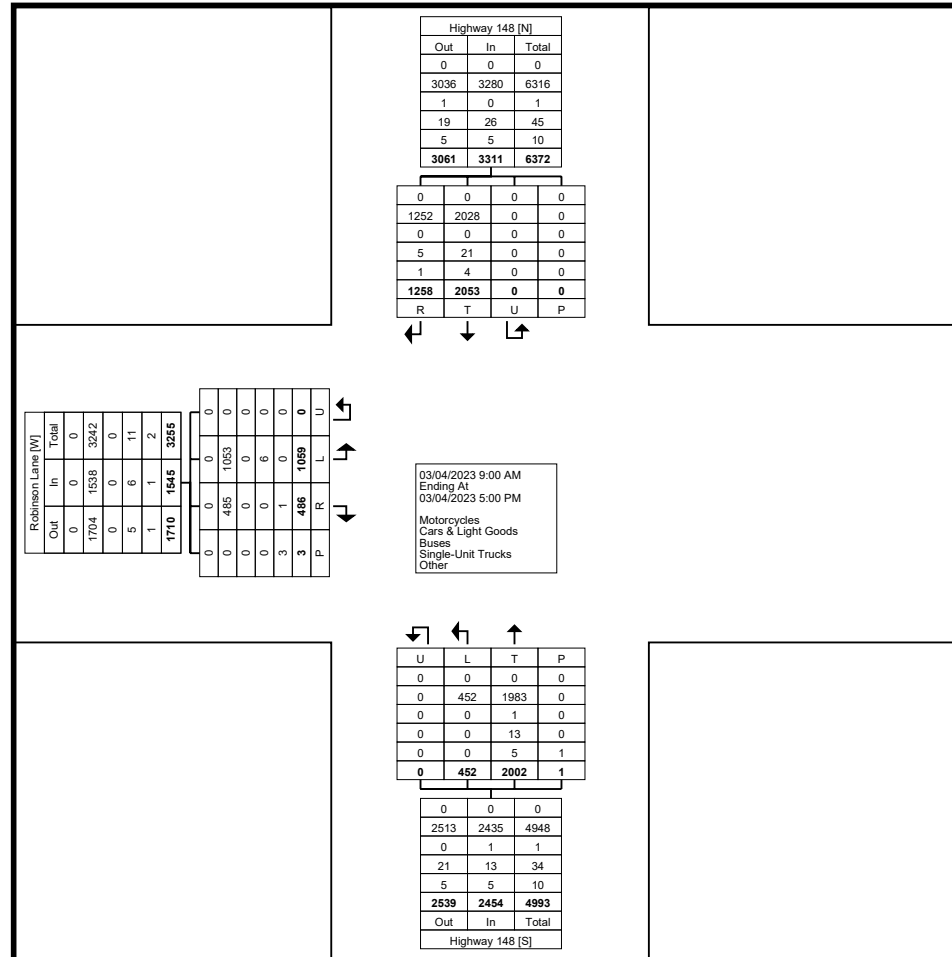 Highway 148 [N]
Out In Total
0 0 0
3036 3280 6316
1 0 1
19 26 45
5 5 10
3061 3311 6372
0 0 0 0
1252 2028 0 0
0 0 0 0
5 21 0 0
1 4 0 0
1258 2053 0 0
R T U P
Robinson Lane [W]
Out In Total
0 0 0
1704 1538 3242
0 0 0
5 6 11
1 1 2
1710 1545 3255
0 0 0 0
0 485 1053 0
0 0 0 0
0 0 6 0
3 1 0 0
3 486 1059 0
P R L U
03/04/2023 9:00 AM
Ending At
03/04/2023 5:00 PM
Motorcycles
Cars & Light Goods
Buses
Single-Unit Trucks
Other
U L T P
0 0 0 0
0 452 1983 0
0 0 1 0
0 0 13 0
0 0 5 1
0 452 2002 1
0 0 0
2513 2435 4948
0 1 1
21 13 34
5 5 10
2539 2454 4993
Out In Total
Highway 148 [S]